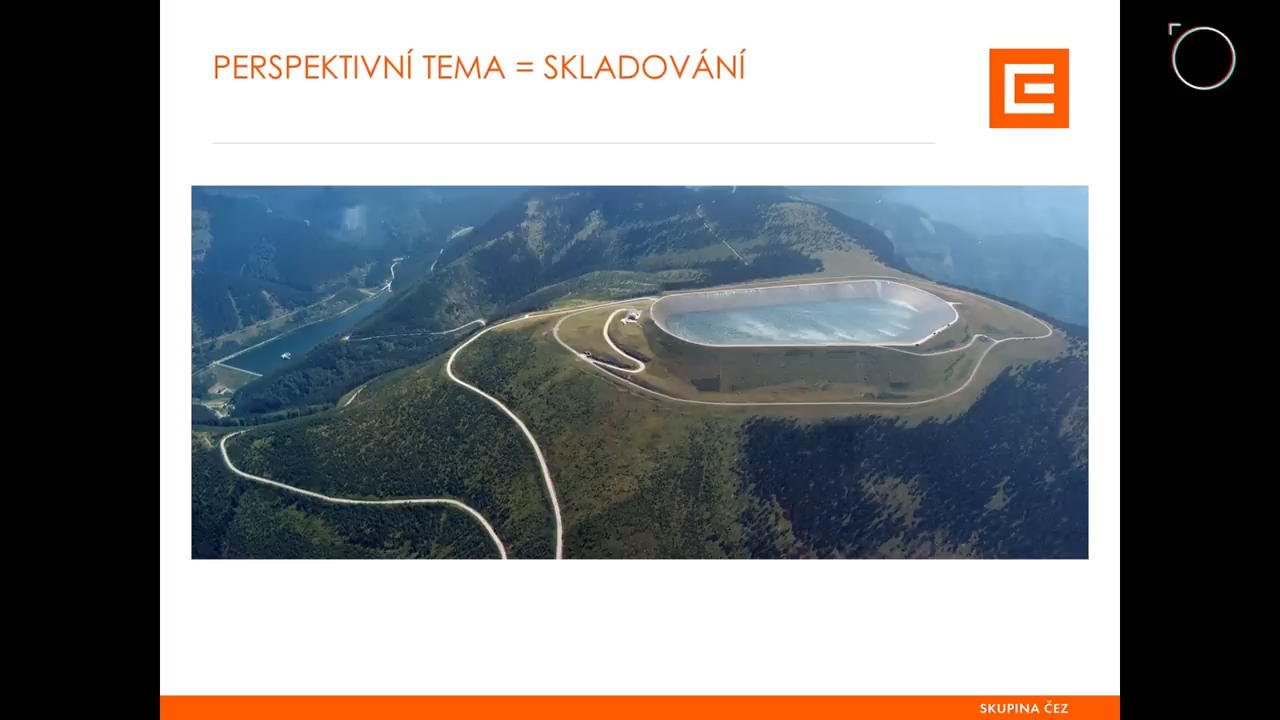 PERSPEKTIVNÍ TEMA = SKLADOVÁNÍ
SKUPINA ČEZ